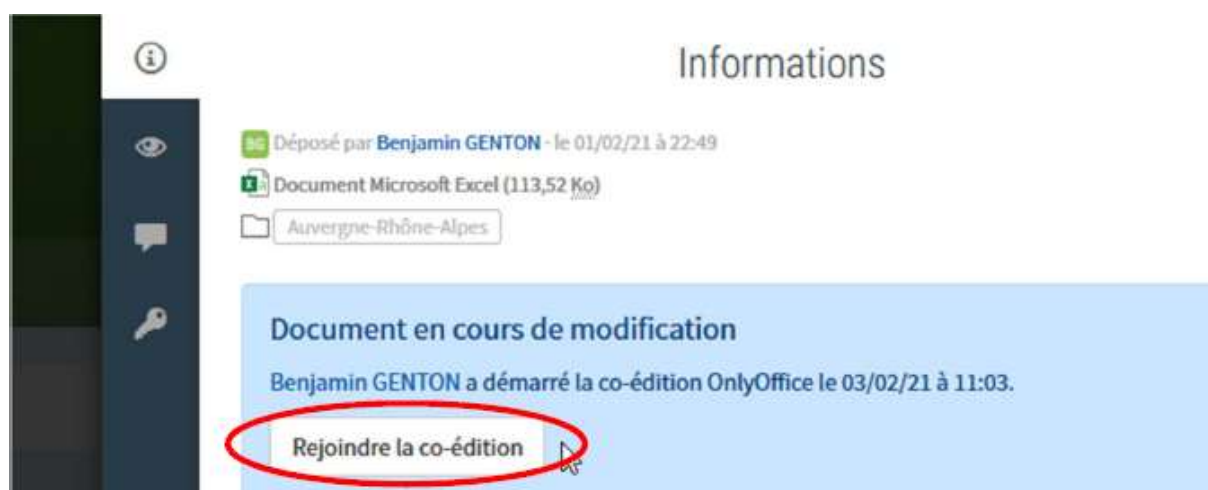 Informations
BG Déposé par Benjamin GENTON - le 01/02/21 à 22:49
Document Microsoft Excel (113,52 Ko)
Auvergne-Rhône-Alpes
Document en cours de modification
Benjamin GENTON a démarré la co-édition OnlyOffice le 03/02/21 à 11:03.
Rejoindre la co-édition